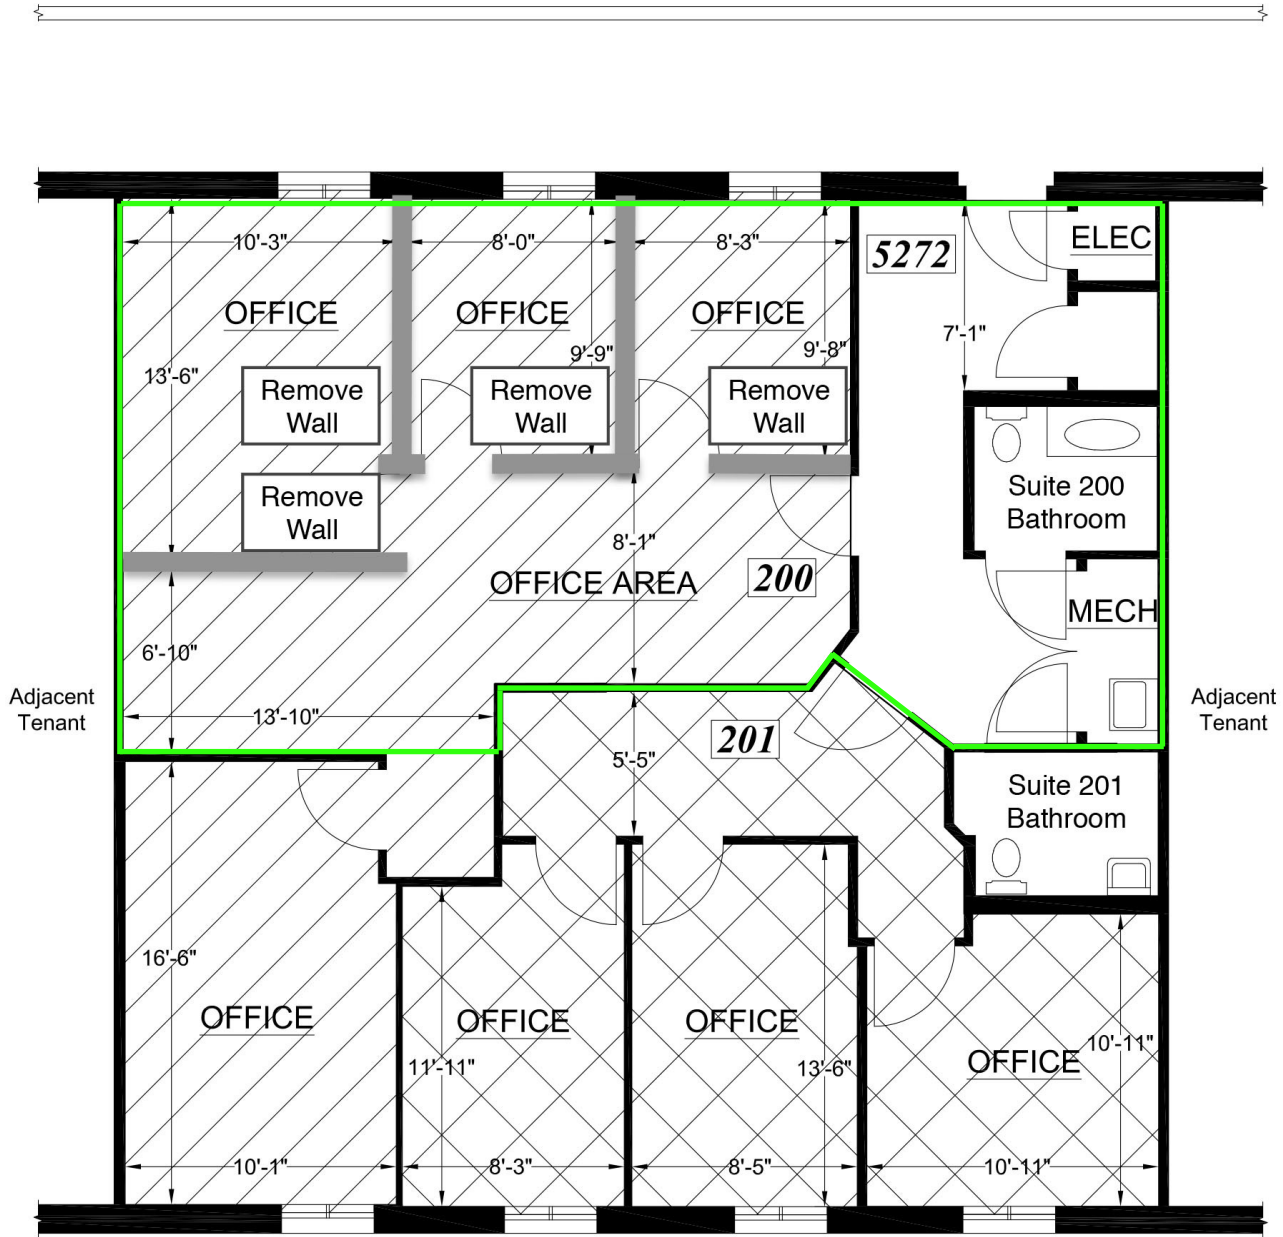 10'-3"
8'-0"
8'-3"
5272
ELEC
OFFICE
OFFICE
OFFICE
7'-1"
9'-9"
9'-8"
13'-6"
Remove
Wall
Remove
Wall
Remove
Wall
Remove
Wall
Suite 200
Bathroom
8'-1"
OFFICE AREA
200
MECH
6'-10"
Adjacent
Tenant
Adjacent
Tenant
13'-10"
201
5'-5"
Suite 201
Bathroom
16'-6"
OFFICE
OFFICE
OFFICE
OFFICE
10'-11"
11'-11"
13'-6"
10'-1"
8'-3"
8'-5"
10'-11"